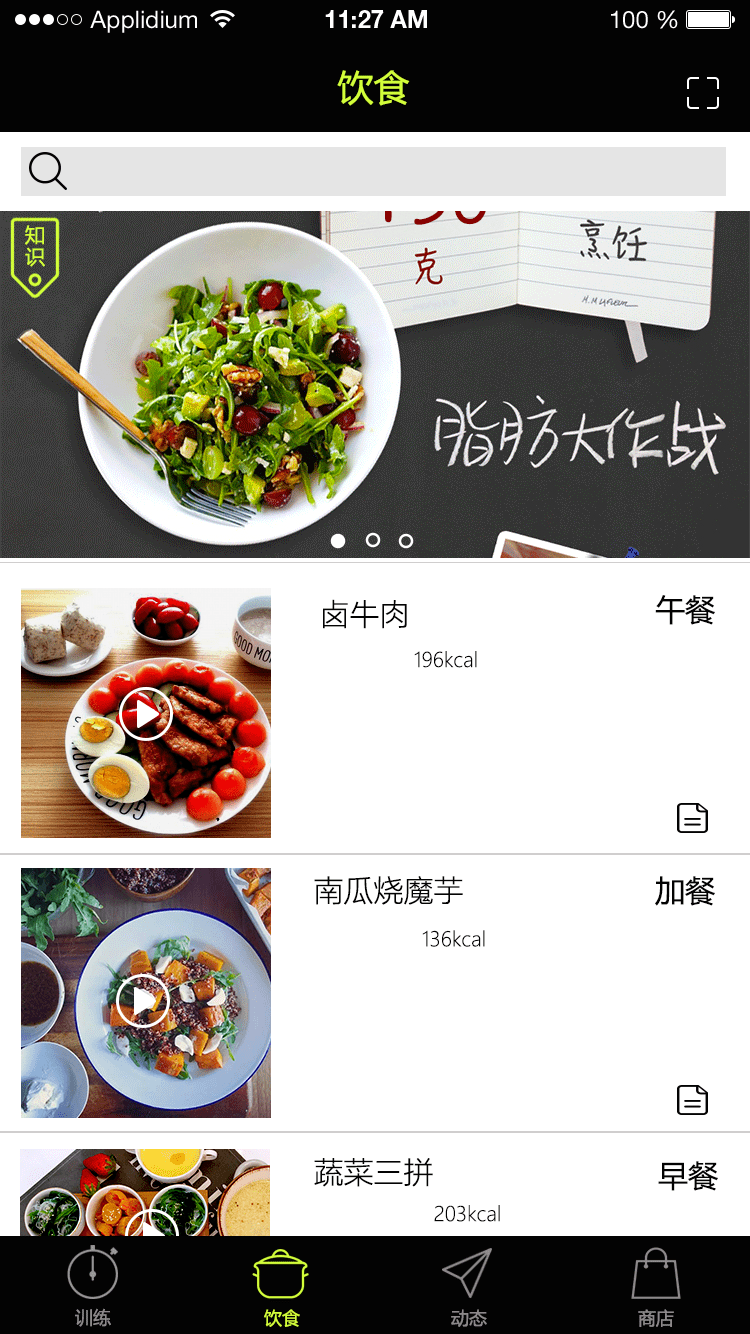 Applidium
11:27 AM
100 %
饮食
知识
克
烹饪
脂肪大作战
卤牛肉
午餐
196kcal
南瓜烧魔芋
加餐
136kcal
蔬菜三拼
早餐
203kcal
训练
饮食
动态
商店